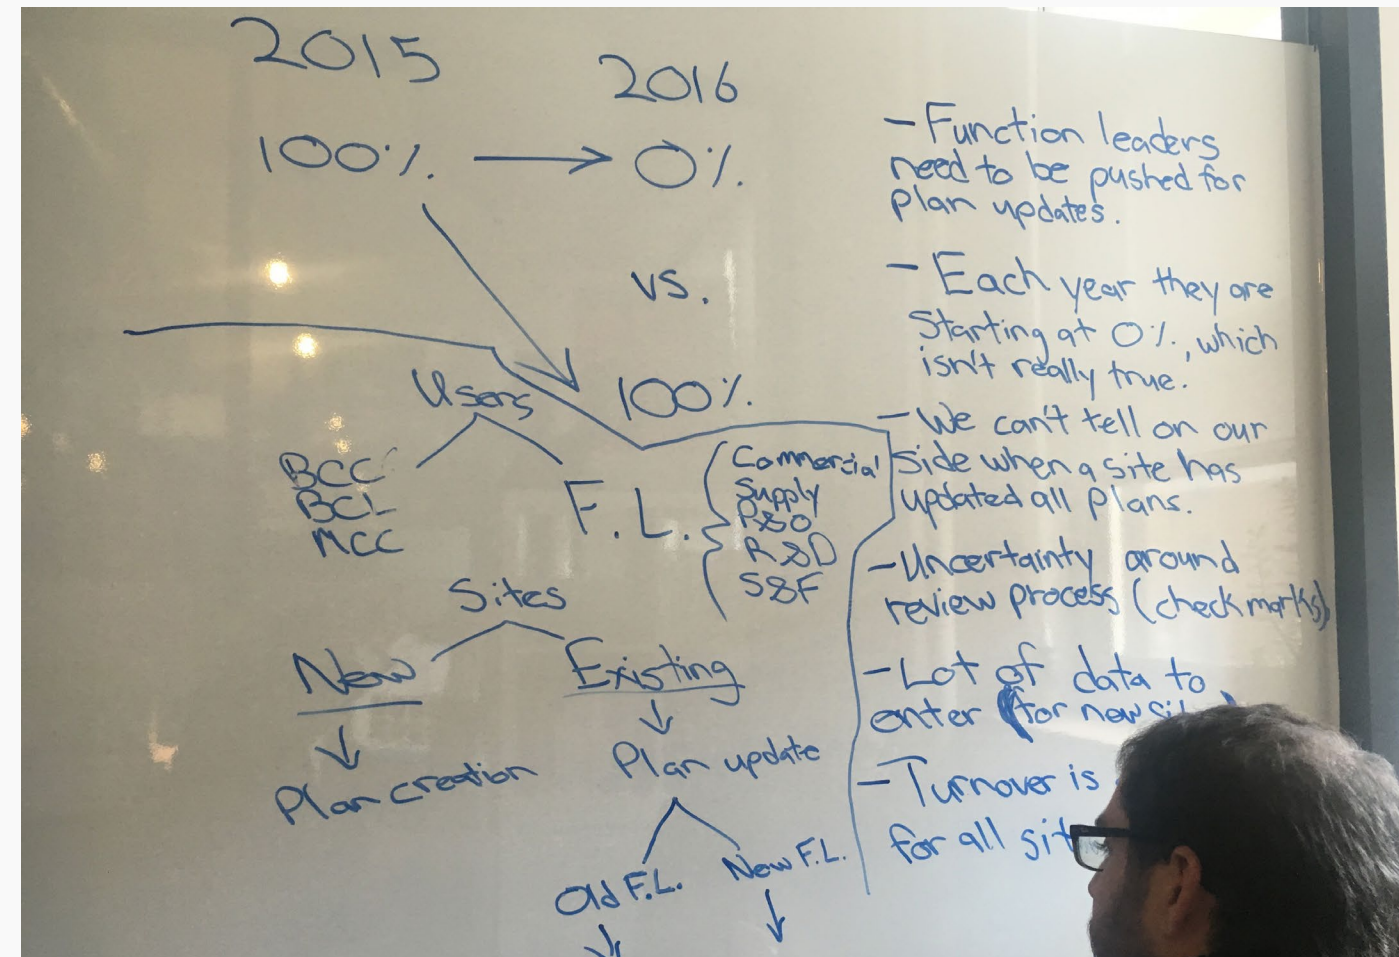 2015
2016
100% → 0%
vs.
100%
Users
BCC
BCL
MCC
F.L.
Commercial
Supply
P&O
R&D
S&F
Sites
New
Existing
Plan creation
Plan update
Old F.L.
New F.L.
- Function leaders
need to be pushed for
plan updates.
- Each year they are
starting at 0%, which
isn't really true.
- We can't tell on our
side when a site has
updated all plans.
- Uncertainty around
review process (checkmarks)
- Lot of data to
enter (for new
- Turnover is
for all